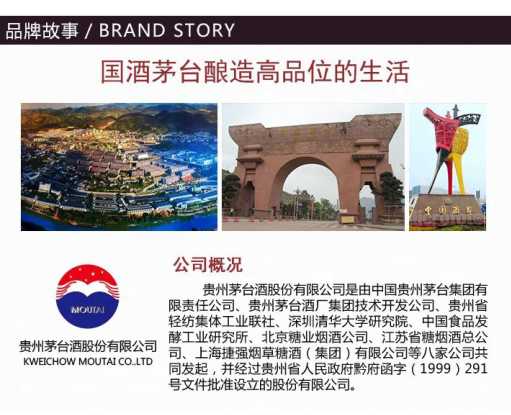 品牌故事 / BRAND STORY
国酒茅台酿造高品位的生活
中国酒都
公司概况
贵州茅台酒股份有限公司是由中国贵州茅台集团有
限责任公司、贵州茅台酒厂集团技术开发公司、贵州省
轻纺集体工业联社、深圳清华大学研究院、中国食品发
酵工业研究所、北京糖业烟酒公司、江苏省糖烟酒总公
司、上海捷强烟草糖酒（集团）有限公司等八家公司共
同发起，并经过贵州省人民政府黔府函字（1999）291
号文件批准设立的股份有限公司。
MOUTAI
贵州茅台酒股份有限公司
KWEICHOW MOUTAI CO.,LTD